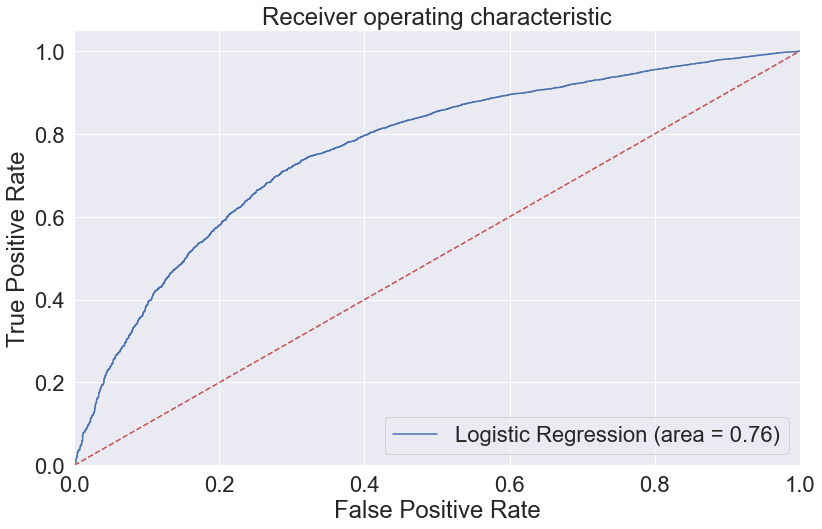 Receiver operating characteristic
1.0
0.8
0.6
0.4
0.2
0.0
True Positive Rate
Logistic Regression (area = 0.76)
0.0 0.2 0.4 0.6 0.8 1.0
False Positive Rate